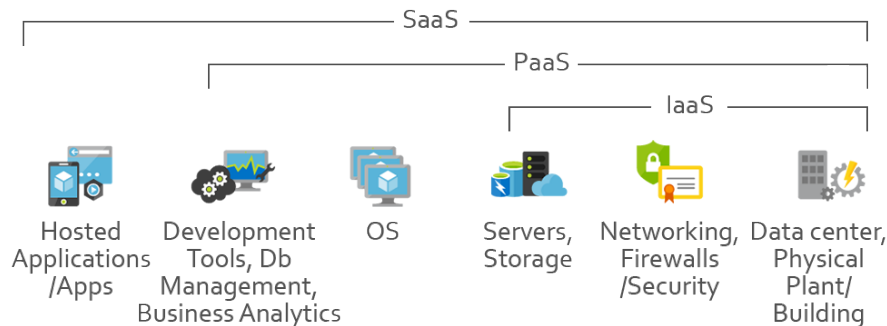 SaaS
PaaS
IaaS
Hosted
Applications
/Apps
Development
Tools, Db
Management,
Business Analytics
OS
Servers,
Storage
Networking,
Firewalls
/Security
Data center,
Physical
Plant/
Building